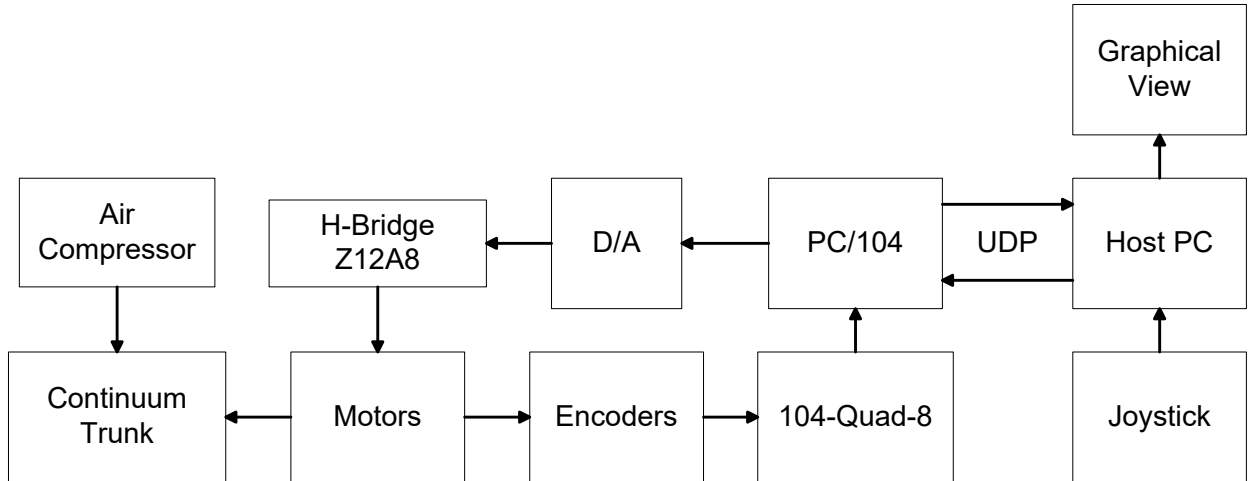 Graphical
View
Air
Compressor
H-Bridge
Z12A8
D/A
PC/104
UDP
Host PC
Continuum
Trunk
Motors
Encoders
104-Quad-8
Joystick